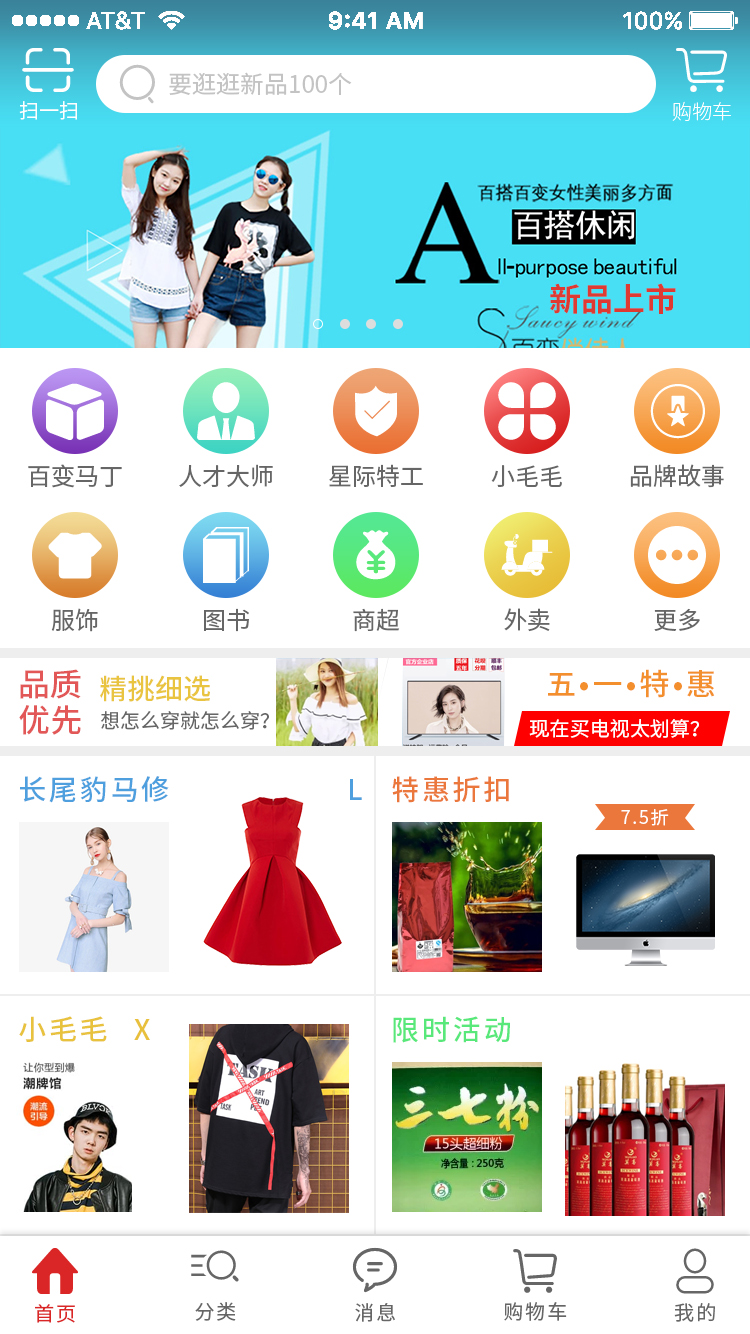 AT&T 9:41 AM 100%
扫一扫
要逛逛新品100个
购物车
百搭百变女性美丽多方面
百搭休闲
A
ll-purpose beautiful
新品上市
Saucy wind
百变
百变马丁 人才大师 星际特工 小毛毛 品牌故事
¥
服饰 图书 商超 外卖 更多
品质优先
精挑细选
想怎么穿就怎么穿?
官方企业店
五•一•特•惠
现在买电视太划算?
长尾豹马修 L
特惠折扣
7.5折
小毛毛 X
让你型到爆
潮牌馆
潮流
引导
限时活动
三七粉
15头超细粉
净含量:250克
首页 分类 消息 购物车 我的